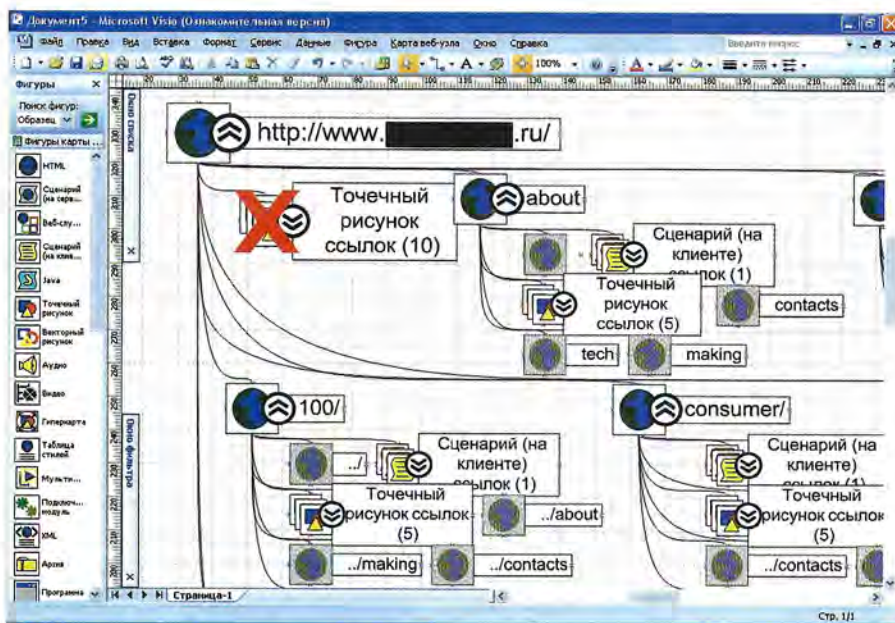 Документ5 - Microsoft Visio (Ознакомительная версия)
Файл Правка Вид Вставка Формат Сервис Данные Фигура Карта веб-узла Окно Справка
Введите вопрос
100%
Фигуры
Поиск фигур:
Образец
Фигуры карты ...
HTML
Сценарий
(на серв...
Веб-слу...
Сценарий
(на клие...
Java
Точечный
рисунок
Векторный
рисунок
Аудио
Видео
Гиперкарта
Таблица
стилей
Мульти...
Подключ...
модуль
XML
Архив
Программа
Окно списка
Окно фильтра
http://www. .ru/
Точечный
рисунок
ссылок (10)
about
Сценарий (на
клиенте)
ссылок (1)
Точечный
рисунок
ссылок (5)
contacts
tech
making
100/
../
Сценарий (на
клиенте)
ссылок (1)
Точечный
рисунок ссылок
(5)
../about
../making
../contacts
consumer/
Сценарий (на
клиенте)
ссылок (1)
Точечный
рисунок ссылок
(5)
../contacts
Страница-1
Стр. 1/1